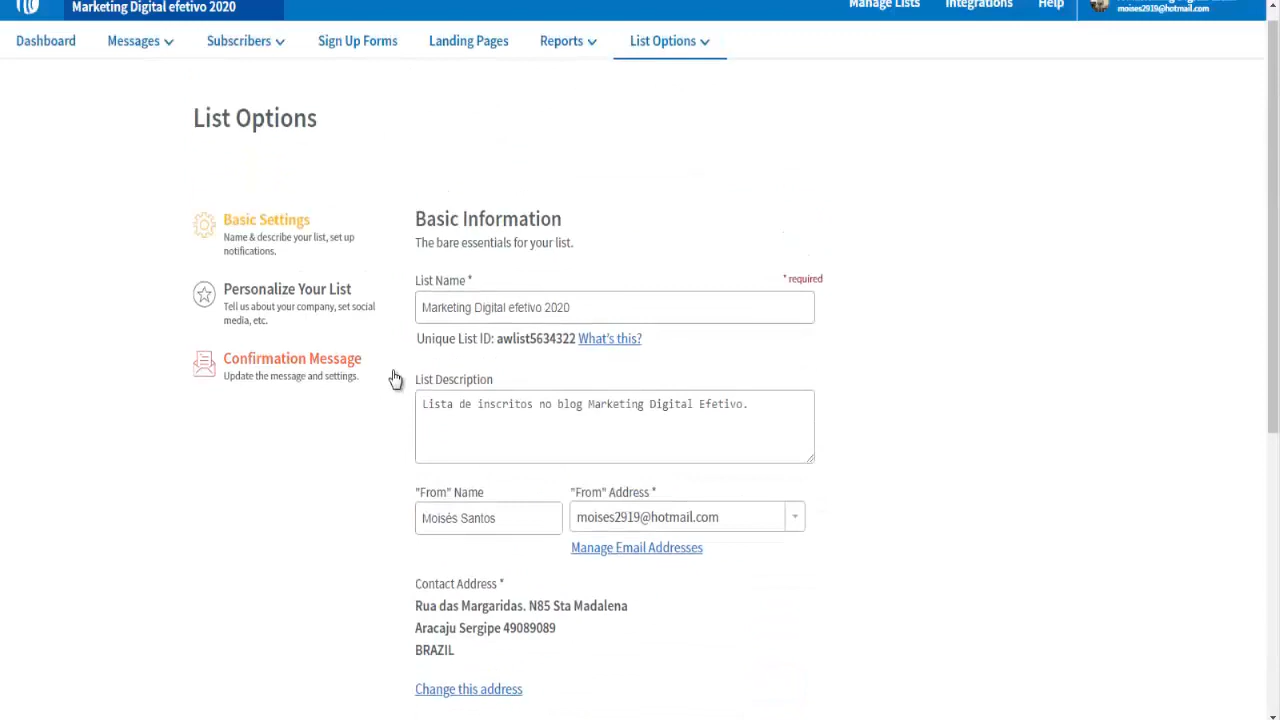 Marketing Digital efetivo 2020
Manage Lists
Integrations
Help
moises2919@hotmail.com
Dashboard
Messages
Subscribers
Sign Up Forms
Landing Pages
Reports
List Options
List Options
Basic Settings
Name & describe your list, set up
notifications.
Personalize Your List
Tell us about your company, set social
media, etc.
Confirmation Message
Update the message and settings.
Basic Information
The bare essentials for your list.
List Name *
* required
Marketing Digital efetivo 2020
Unique List ID: awlist5634322 What's this?
List Description
Lista de inscritos no blog Marketing Digital Efetivo.
"From" Name
"From" Address *
Moisés Santos
moises2919@hotmail.com
Manage Email Addresses
Contact Address *
Rua das Margaridas. N85 Sta Madalena
Aracaju Sergipe 49089089
BRAZIL
Change this address